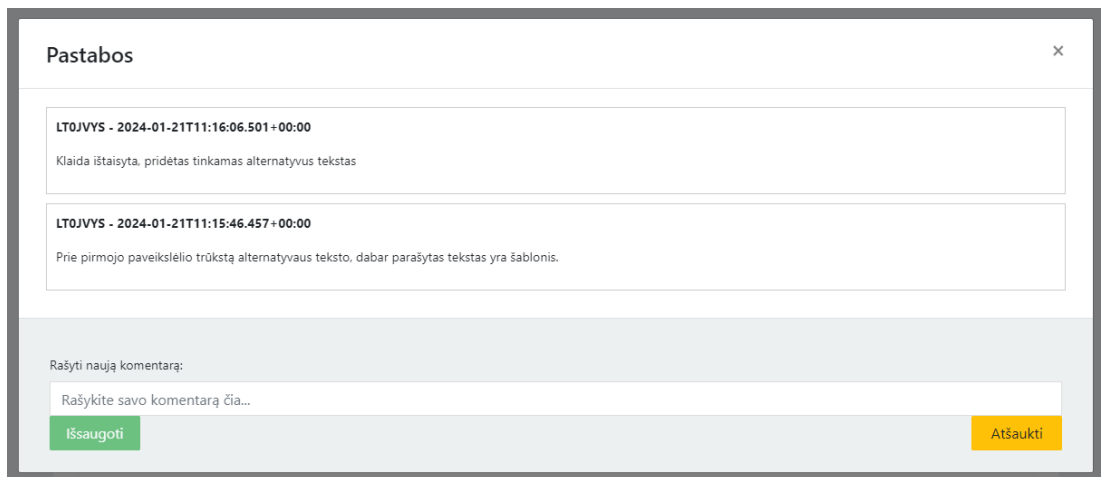 Pastabos
×
LT0JVYS - 2024-01-21T11:16:06.501+00:00
Klaida ištaisyta, pridėtas tinkamas alternatyvus tekstas
LT0JVYS - 2024-01-21T11:15:46.457+00:00
Prie pirmojo paveikslėlio trūkstą alternatyvaus teksto, dabar parašytas tekstas yra šablonis.
Rašyti naują komentarą:
Rašykite savo komentarą čia...
Išsaugoti
Atšaukti